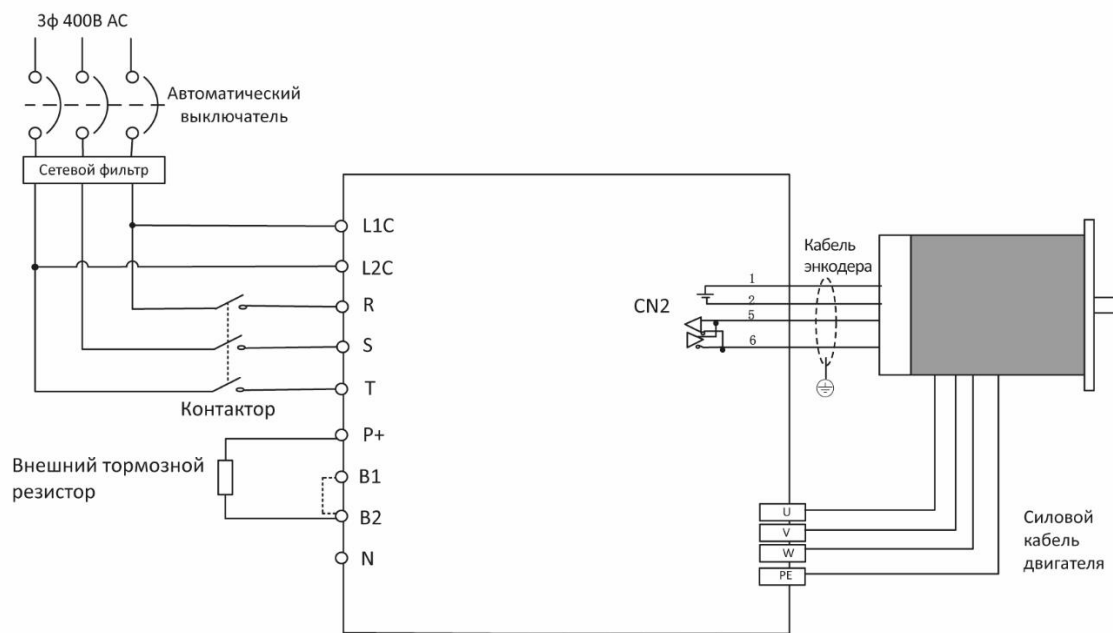 3ф 400В AC
Автоматический
выключатель
Сетевой фильтр
L1C
L2C
R
S
T
Контактор
P+
Внешний тормозной
резистор
B1
B2
N
CN2
1
2
5
6
Кабель
энкодера
U
V
W
PE
Силовой
кабель
двигателя